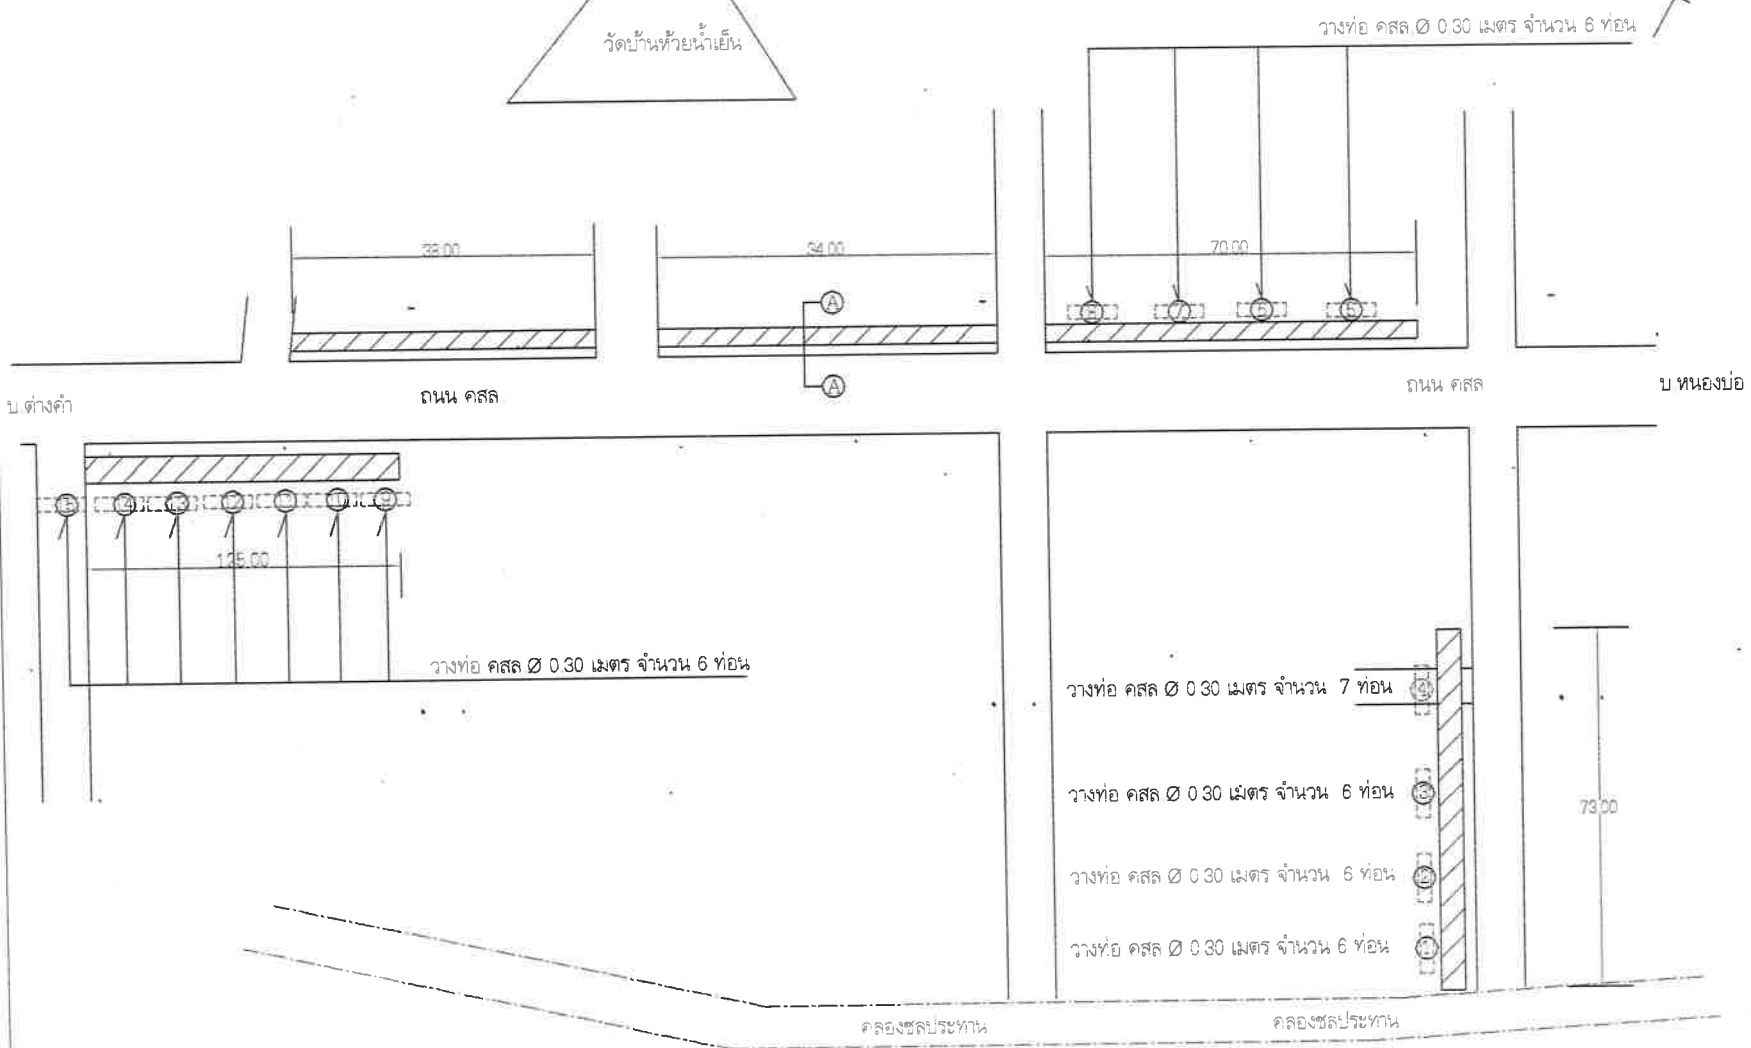 วัดบ้านห้วยน้ำเย็น
วางท่อ คสล Ø 0.30 เมตร จำนวน 6 ท่อน
34.00
70.00
A
8
7
6
5
A
บ.ต่างคำ
ถนน คสล
ถนน คสล
บ หนองบ่อ
9
125.00
วางท่อ คสล Ø 0.30 เมตร จำนวน 6 ท่อน
วางท่อ คสล Ø 0 30 เมตร จำนวน 7 ท่อน
4
วางท่อ คสล Ø 0 30 เมตร จำนวน 6 ท่อน
3
73.00
วางท่อ คสล Ø 0 30 เมตร จำนวน 6 ท่อน
2
วางท่อ คสล Ø 0 30 เมตร จำนวน 6 ท่อน
1
คลองชลประทาน
คลองชลประทาน